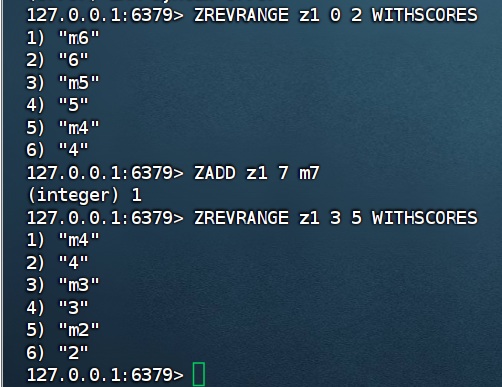 127.0.0.1:6379> ZREVRANGE z1 0 2 WITHSCORES
1) "m6"
2) "6"
3) "m5"
4) "5"
5) "m4"
6) "4"
127.0.0.1:6379> ZADD z1 7 m7
(integer) 1
127.0.0.1:6379> ZREVRANGE z1 3 5 WITHSCORES
1) "m4"
2) "4"
3) "m3"
4) "3"
5) "m2"
6) "2"
127.0.0.1:6379>